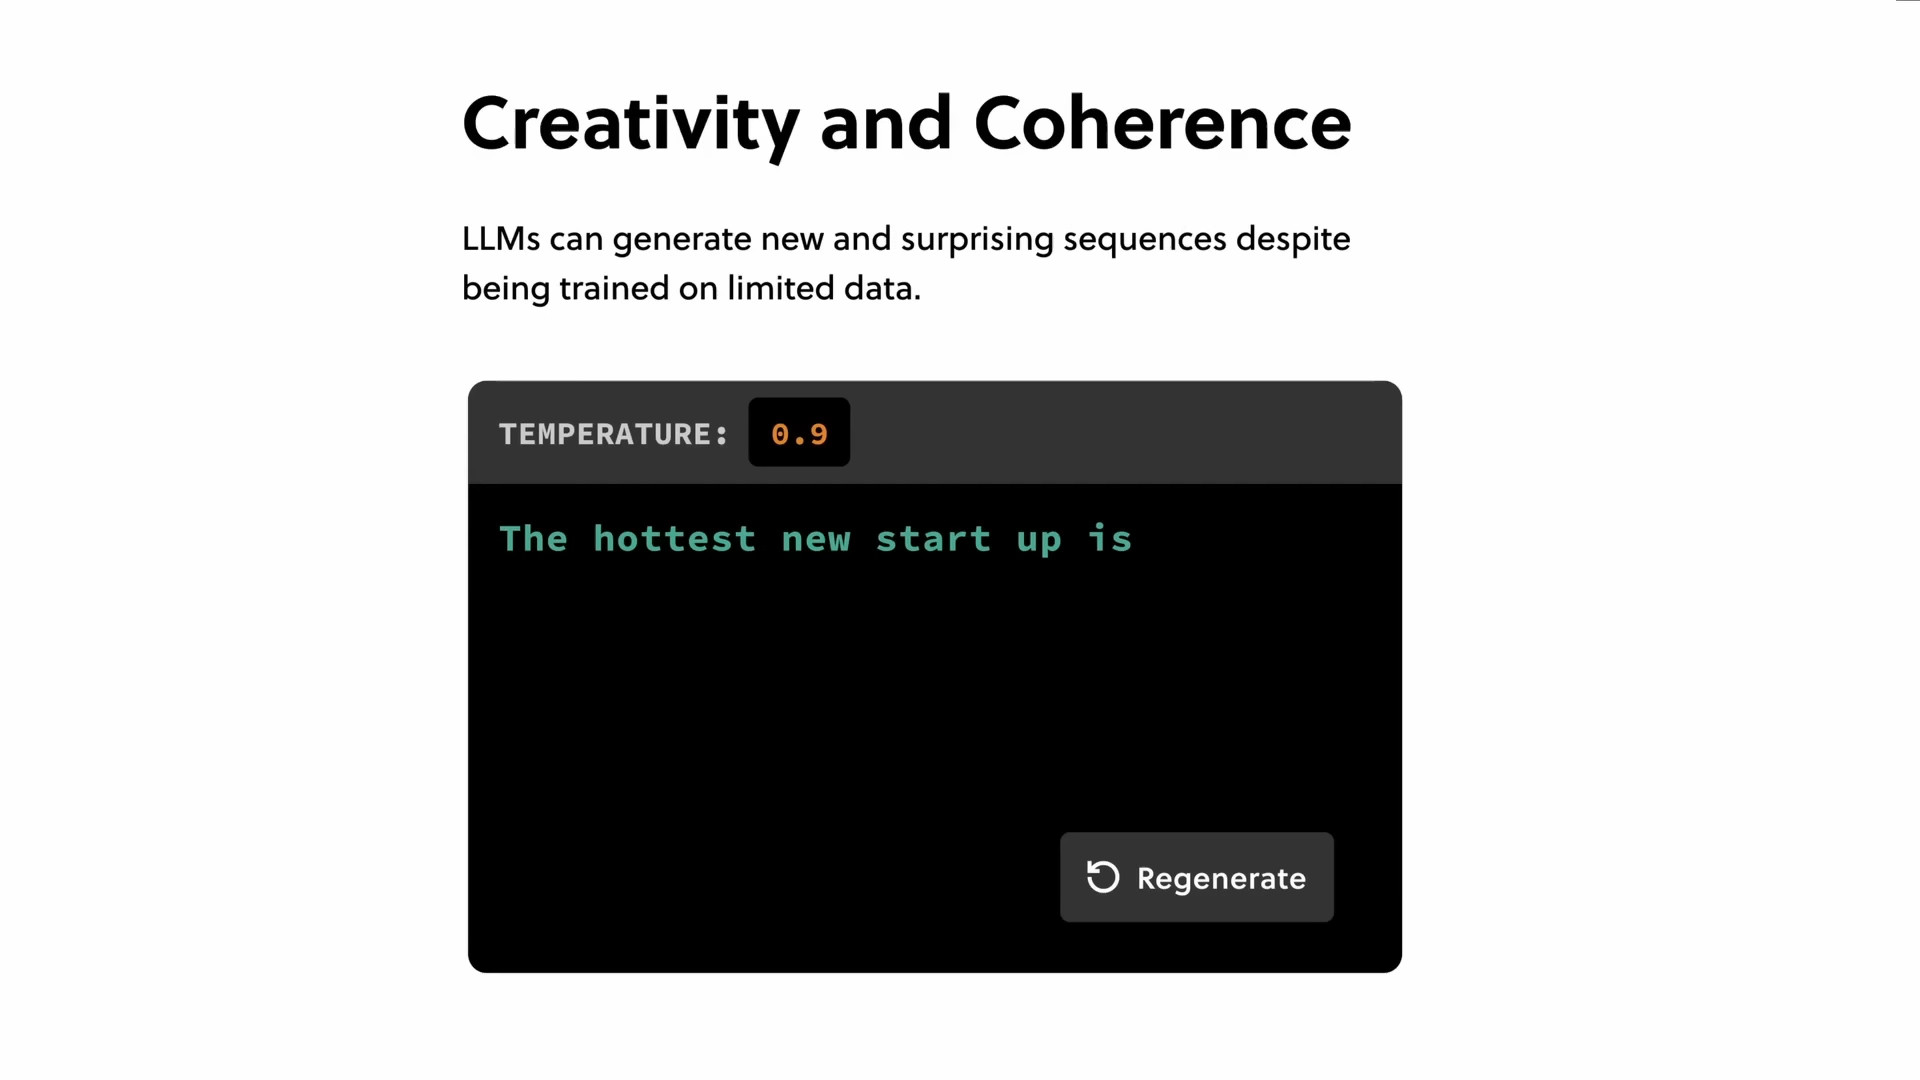 Creativity and Coherence
LLMs can generate new and surprising sequences despite
being trained on limited data.
TEMPERATURE: 0.9
The hottest new start up is
Regenerate